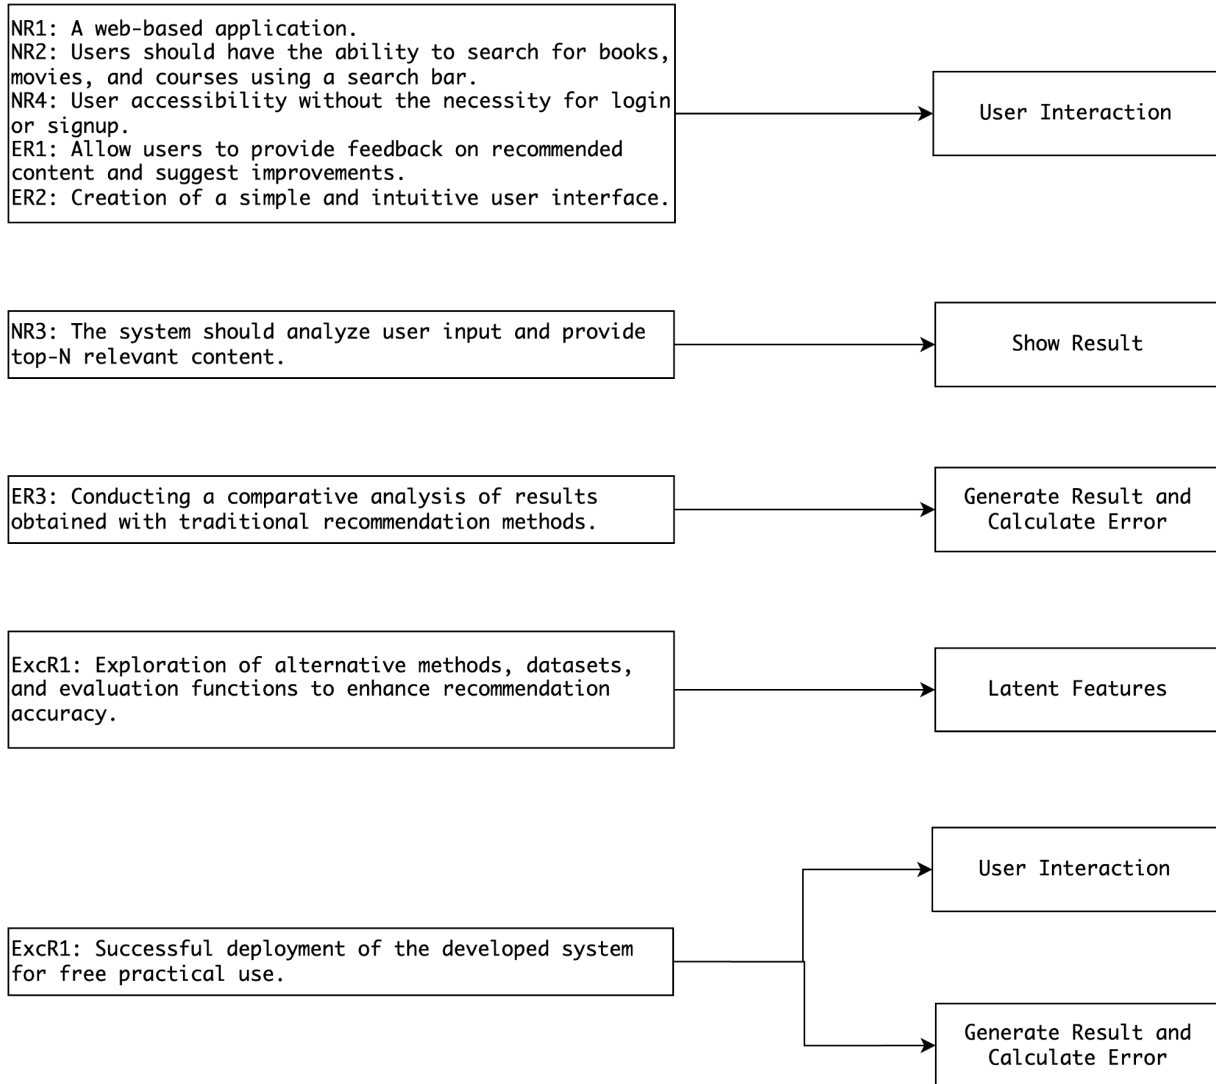 NR1: A web-based application.
NR2: Users should have the ability to search for books,
movies, and courses using a search bar.
NR4: User accessibility without the necessity for login
or signup.
ER1: Allow users to provide feedback on recommended
content and suggest improvements.
ER2: Creation of a simple and intuitive user interface.
User Interaction
NR3: The system should analyze user input and provide
top-N relevant content.
Show Result
ER3: Conducting a comparative analysis of results
obtained with traditional recommendation methods.
Generate Result and
Calculate Error
ExcR1: Exploration of alternative methods, datasets,
and evaluation functions to enhance recommendation
accuracy.
Latent Features
ExcR1: Successful deployment of the developed system
for free practical use.
User Interaction
Generate Result and
Calculate Error